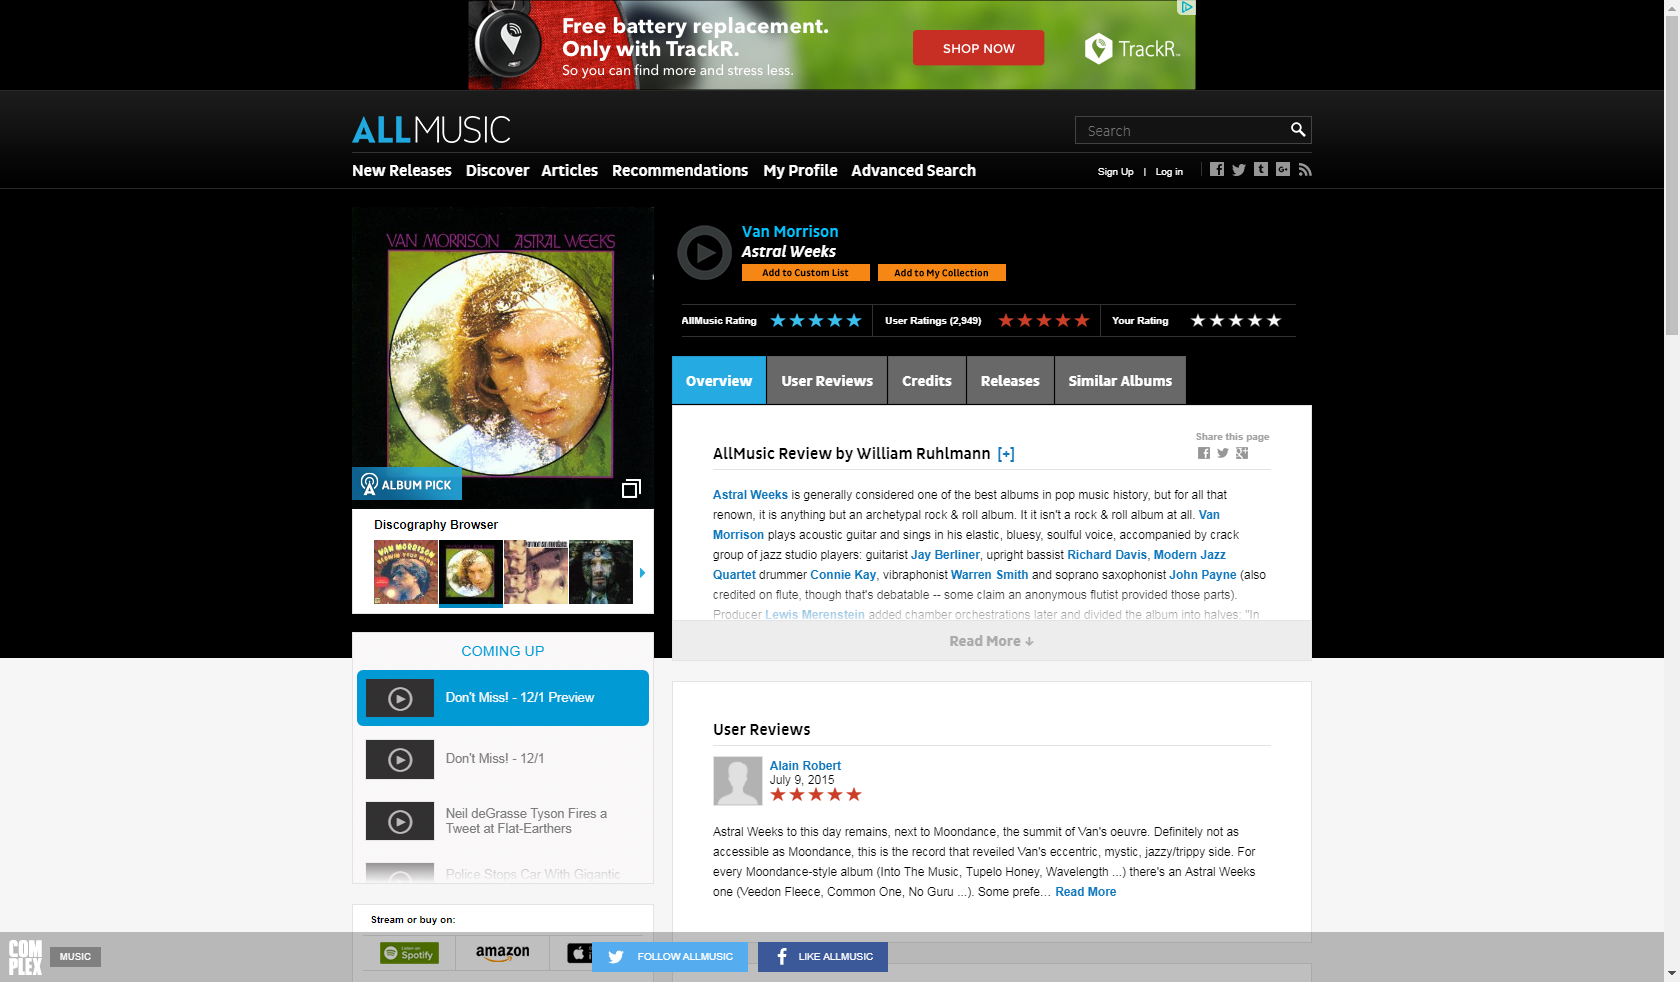 Free battery replacement.
Only with TrackR.
So you can find more and stress less.
SHOP NOW
TrackR
ALLMUSIC
Search
New Releases Discover Articles Recommendations My Profile Advanced Search
Sign Up | Log in
VAN MORRISON ASTRAL WEEKS
ALBUM PICK
Van Morrison
Astral Weeks
Add to Custom List Add to My Collection
AllMusic Rating User Ratings (2,949) Your Rating
Overview User Reviews Credits Releases Similar Albums
Share this page
AllMusic Review by William Ruhlmann [+]
Astral Weeks is generally considered one of the best albums in pop music history, but for all that
renown, it is anything but an archetypal rock & roll album. It it isn't a rock & roll album at all. Van
Morrison plays acoustic guitar and sings in his elastic, bluesy, soulful voice, accompanied by crack
group of jazz studio players: guitarist Jay Berliner, upright bassist Richard Davis, Modern Jazz
Quartet drummer Connie Kay, vibraphonist Warren Smith and soprano saxophonist John Payne (also
credited on flute, though that's debatable -- some claim an anonymous flutist provided those parts).
Producer Lewis Merenstein added chamber orchestrations later and divided the album into halves: "In
Read More ↓
Discography Browser
VAN MORRISON
COMING UP
Don't Miss! - 12/1 Preview
Don't Miss! - 12/1
Neil deGrasse Tyson Fires a
Tweet at Flat-Earthers
Police Stops Car With Gigantic
User Reviews
Alain Robert
July 9, 2015
Astral Weeks to this day remains, next to Moondance, the summit of Van's oeuvre. Definitely not as
accessible as Moondance, this is the record that reveiled Van's eccentric, mystic, jazzy/trippy side. For
every Moondance-style album (Into The Music, Tupelo Honey, Wavelength ...) there's an Astral Weeks
one (Veedon Fleece, Common One, No Guru ...). Some prefe... Read More
Stream or buy on:
Listen on
Spotify
amazon
COMPLEX
MUSIC
FOLLOW ALLMUSIC
LIKE ALLMUSIC